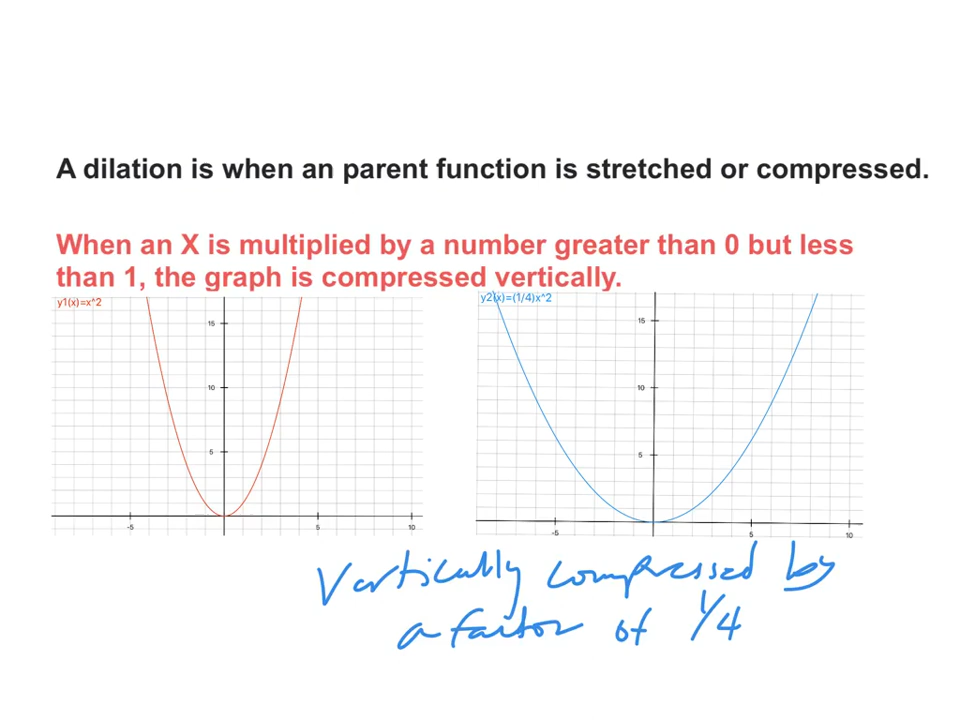 A dilation is when an parent function is stretched or compressed.
When an X is multiplied by a number greater than 0 but less
than 1, the graph is compressed vertically.
y1(x)=x^2
15
10
5
-5
5
10
y2(x)=(1/4)x^2
15
10
5
-5
5
10
Vertically compressed by
a factor of 1/4